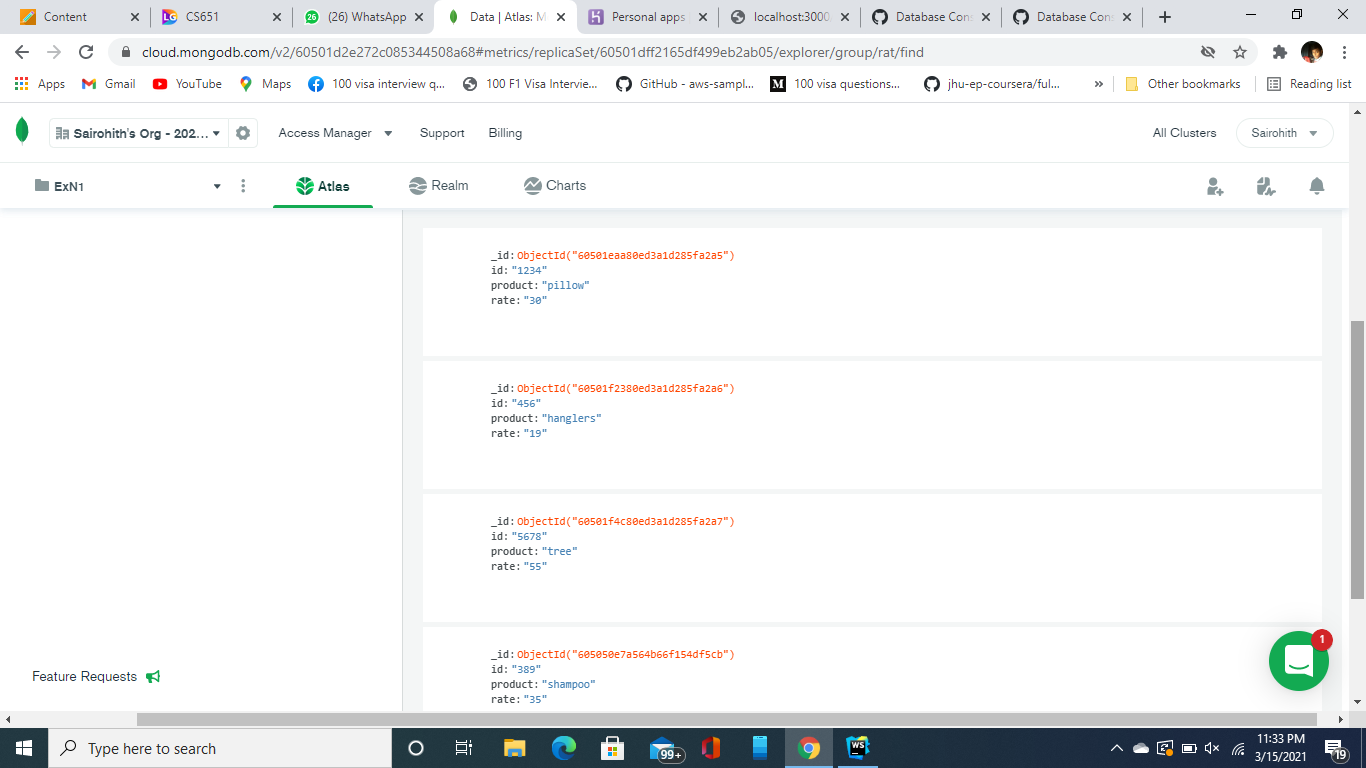 Content
CS651
(26) WhatsApp
Data | Atlas: M
Personal apps
localhost:3000
Database Con
Database Con
cloud.mongodb.com/v2/60501d2e272c085344508a68#metrics/replicaSet/60501dff2165df499eb2ab05/explorer/group/rat/find
Apps
Gmail
YouTube
Maps
100 visa interview q...
100 F1 Visa Intervie...
GitHub - aws-sampl...
100 visa questions...
jhu-ep-coursera/ful...
»
Other bookmarks
Reading list
Sairohith's Org - 202...
Access Manager
Support
Billing
All Clusters
Sairohith
ExN1
Atlas
Realm
Charts
_id: ObjectId("60501eaa80ed3a1d285fa2a5")
id: "1234"
product: "pillow"
rate: "30"
_id: ObjectId("60501f2380ed3a1d285fa2a6")
id: "456"
product: "hanglers"
rate: "19"
_id: ObjectId("60501f4c80ed3a1d285fa2a7")
id: "5678"
product: "tree"
rate: "55"
_id: ObjectId("605050e7a564b66f154df5cb")
id: "389"
product: "shampoo"
rate: "35"
Feature Requests
1
Type here to search
99+
WS
11:33 PM
3/15/2021
19